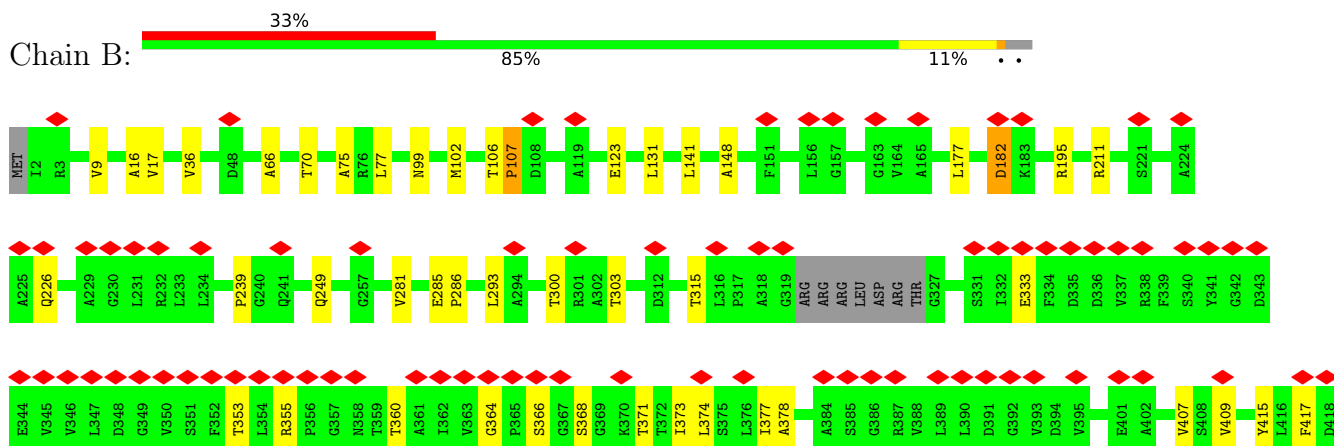 33%
Chain B:
85% 11% • •
MET I2 R3 V9 A16 V17 V36 D48 A66 T70 A75 R76 L77 N99 M102 T106 P107 D108 A119 E123 L131 L141 A148 F151 L156 G157 G163 V164 A165 L177 D182 K183 R195 R211 S221 A224
A225 Q226 A229 G230 L231 R232 L233 L234 P239 G240 Q241 Q249 G257 V281 E285 P286 L293 A294 T300 R301 A302 T303 D312 T315 L316 P317 A318 G319 ARG ARG ARG LEU ASP ARG THR G327 S331 I332 E333 F334 D335 D336 V337 R338 F339 S340 Y341 G342 D343
E344 V345 V346 L347 D348 G349 V350 S351 F352 T353 L354 R355 P356 G357 N358 T359 T360 A361 I362 V363 G364 P365 S366 G367 S368 G369 K370 T371 T372 I373 L374 S375 L376 I377 A378 A384 S385 G386 R387 V388 L389 L390 D391 G392 V393 D394 V395 E401 A402 V407 S408 V409 Y415 L416 F417 D418